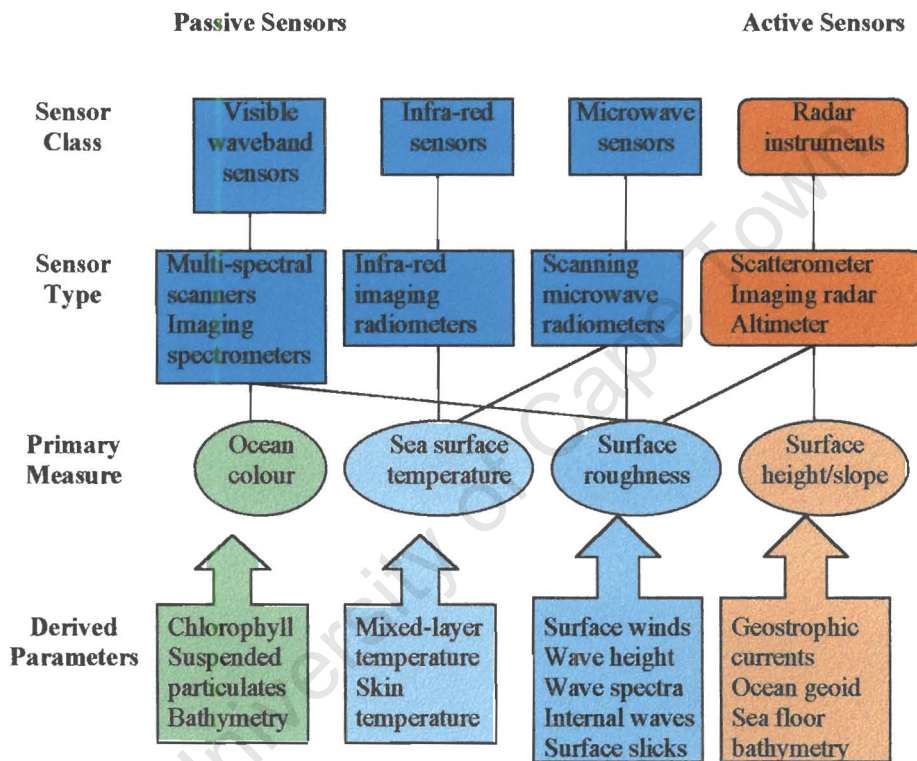 Passive Sensors
Active Sensors
Sensor
Class
Visible
waveband
sensors
Infra-red
sensors
Microwave
sensors
Radar
instruments
Sensor
Type
Multi-spectral
scanners
Imaging
spectrometers
Infra-red
imaging
radiometers
Scanning
microwave
radiometers
Scatterometer
Imaging radar
Altimeter
Primary
Measure
Ocean
colour
Sea surface
temperature
Surface
roughness
Surface
height/slope
Derived
Parameters
Chlorophyll
Suspended
particulates
Bathymetry
Mixed-layer
temperature
Skin
temperature
Surface winds
Wave height
Wave spectra
Internal waves
Surface slicks
Geostrophic
currents
Ocean geoid
Sea floor
bathymetry
University of Cape Town